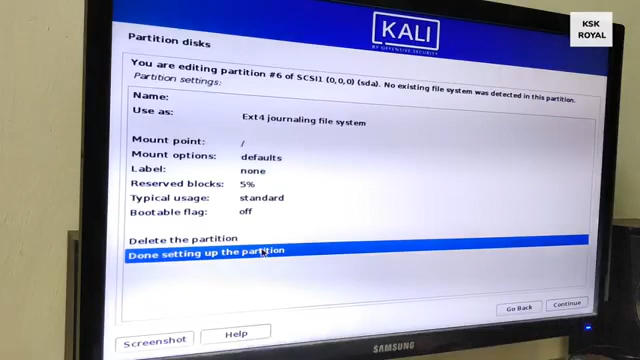 KSK
ROYAL
KALI
BY OFFENSIVE SECURITY
Partition disks
You are editing partition #6 of SCSI1 (0,0,0) (sda). No existing file system was detected in this partition.
Partition settings:
Name:
Use as: Ext4 journaling file system
Mount point: /
Mount options: defaults
Label: none
Reserved blocks: 5%
Typical usage: standard
Bootable flag: off
Delete the partition
Done setting up the partition
Go Back Continue
Screenshot Help
SAMSUNG